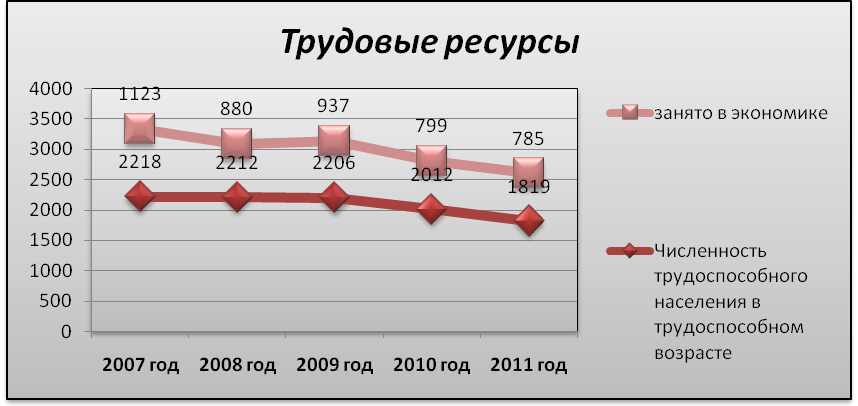 Трудовые ресурсы
4000
3500
3000
2500
2000
1500
1000
500
0
1123
880
937
799
785
2218
2212
2206
2012
1819
2007 год
2008 год
2009 год
2010 год
2011 год
занято в экономике
Численность
трудоспособного
населения в
трудоспособном
возрасте